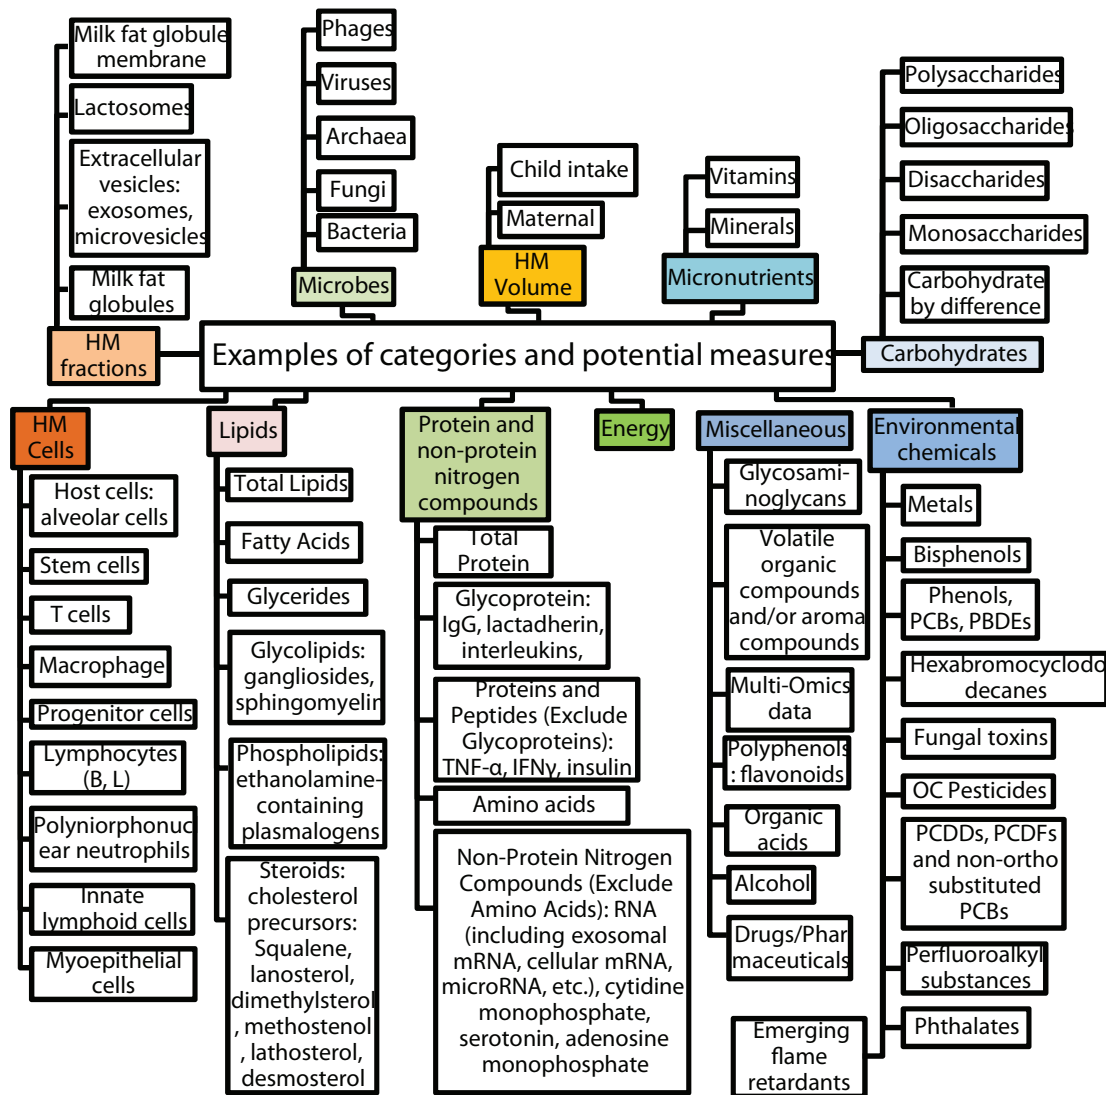 Milk fat globule
membrane
Lactosomes
Extracellular
vesicles:
exosomes,
microvesicles
Milk fat
globules
HM
fractions
Phages
Viruses
Archaea
Fungi
Bacteria
Microbes
Child intake
Maternal
HM
Volume
Vitamins
Minerals
Micronutrients
Polysaccharides
Oligosaccharides
Disaccharides
Monosaccharides
Carbohydrate
by difference
Carbohydrates
Examples of categories and potential measures
HM
Cells
Host cells:
alveolar cells
Stem cells
T cells
Macrophage
Progenitor cells
Lymphocytes
(B, L)
Polyniorphonucl
ear neutrophils
Innate
lymphoid cells
Myoepithelial
cells
Lipids
Total Lipids
Fatty Acids
Glycerides
Glycolipids:
gangliosides,
sphingomyelin
Phospholipids:
ethanolamine-
containing
plasmalogens
Steroids:
cholesterol
precursors:
Squalene,
lanosterol,
dimethylsterol
, methostenol
, lathosterol,
desmosterol
Protein and
non-protein
nitrogen
compounds
Total
Protein
Glycoprotein:
IgG, lactadherin,
interleukins,
Proteins and
Peptides (Exclude
Glycoproteins):
TNF-α, IFNγ, insulin
Amino acids
Non-Protein Nitrogen
Compounds (Exclude
Amino Acids): RNA
(including exosomal
mRNA, cellular mRNA,
microRNA, etc.), cytidine
monophosphate,
serotonin, adenosine
monophosphate
Energy
Miscellaneous
Glycosami-
noglycans
Volatile
organic
compounds
and/or aroma
compounds
Multi-Omics
data
Polyphenols
: flavonoids
Organic
acids
Alcohol
Drugs/Phar
maceuticals
Environmental
chemicals
Metals
Bisphenols
Phenols,
PCBs, PBDEs
Hexabromocyclodo
decanes
Fungal toxins
OC Pesticides
PCDDs, PCDFs
and non-ortho
substituted
PCBs
Perfluoroalkyl
substances
Phthalates
Emerging
flame
retardants